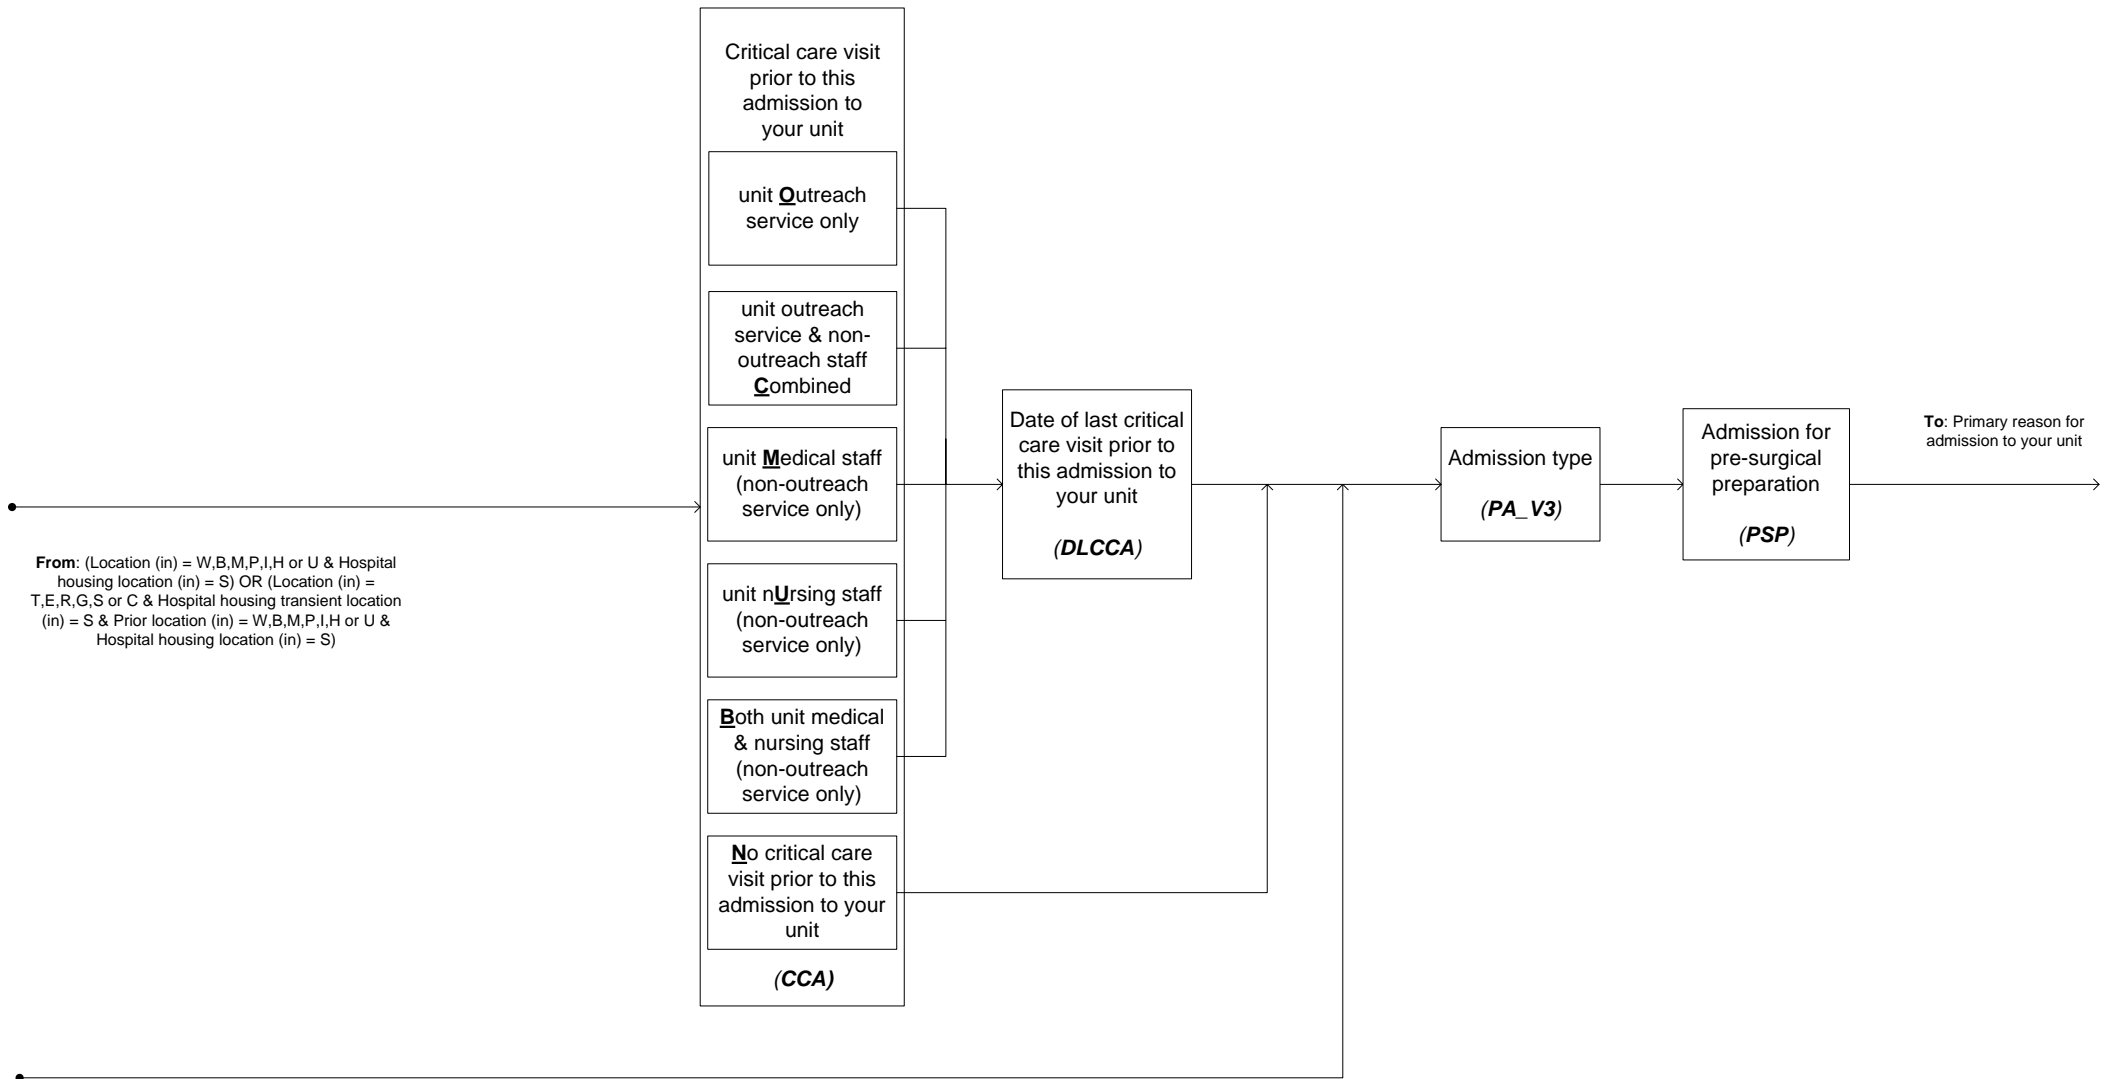 Critical care visit
prior to this
admission to
your unit
unit Outreach
service only
unit outreach
service & non-
outreach staff
Combined
unit Medical staff
(non-outreach
service only)
unit nUrsing staff
(non-outreach
service only)
Both unit medical
& nursing staff
(non-outreach
service only)
No critical care
visit prior to this
admission to your
unit
(CCA)
From: (Location (in) = W,B,M,P,I,H or U & Hospital
housing location (in) = S) OR (Location (in) =
T,E,R,G,S or C & Hospital housing transient location
(in) = S & Prior location (in) = W,B,M,P,I,H or U &
Hospital housing location (in) = S)
Date of last critical
care visit prior to
this admission to
your unit
(DLCCA)
Admission type
(PA_V3)
Admission for
pre-surgical
preparation
(PSP)
To: Primary reason for
admission to your unit